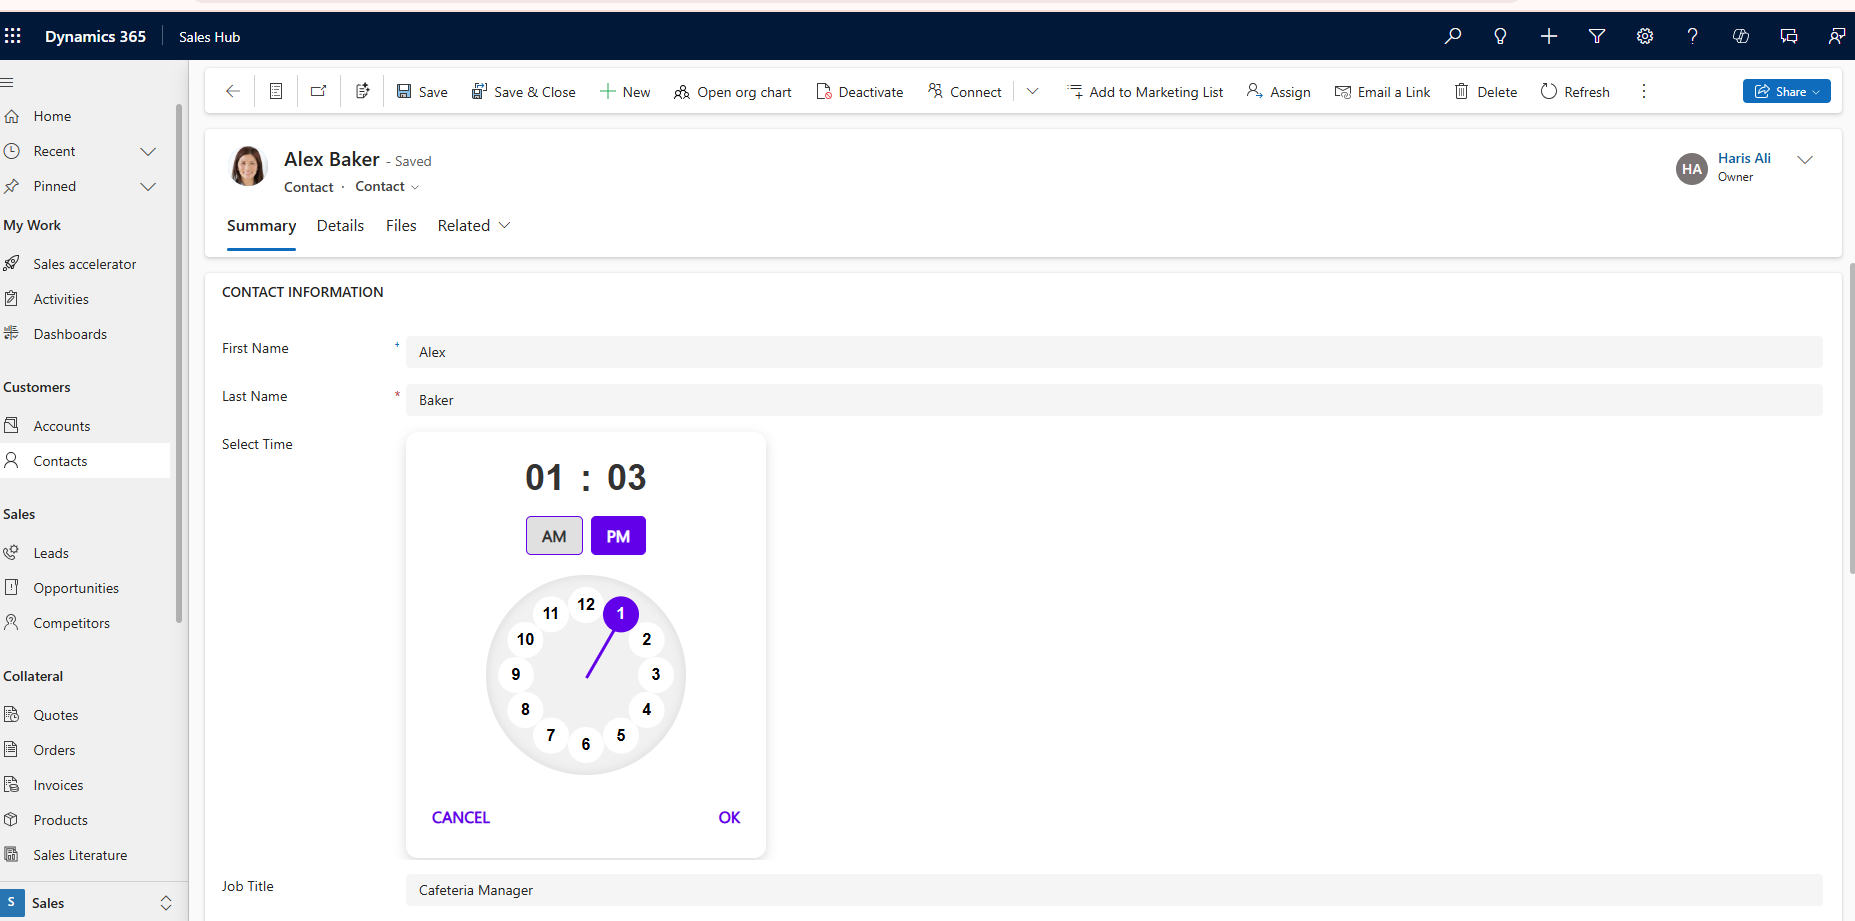 Dynamics 365 Sales Hub
Save Save & Close New Open org chart Deactivate Connect Add to Marketing List Assign Email a Link Delete Refresh Share
Home
Recent
Pinned
My Work
Sales accelerator
Activities
Dashboards
Customers
Accounts
Contacts
Sales
Leads
Opportunities
Competitors
Collateral
Quotes
Orders
Invoices
Products
Sales Literature
S Sales
Alex Baker - Saved
Contact · Contact
HA Haris Ali
Owner
Summary Details Files Related
CONTACT INFORMATION
First Name + Alex
Last Name * Baker
Select Time
01 : 03
AM PM
12
11 1
10 2
9 3
8 4
7 5
6
CANCEL OK
Job Title Cafeteria Manager